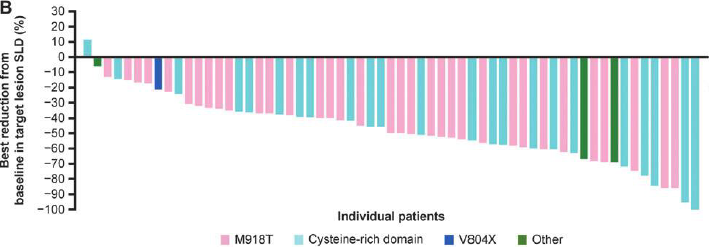 B
Best reduction from
baseline in target lesion SLD (%)
30
20
10
0
−10
−20
−30
−40
−50
−60
−70
−80
−90
−100
Individual patients
M918T
Cysteine-rich domain
V804X
Other